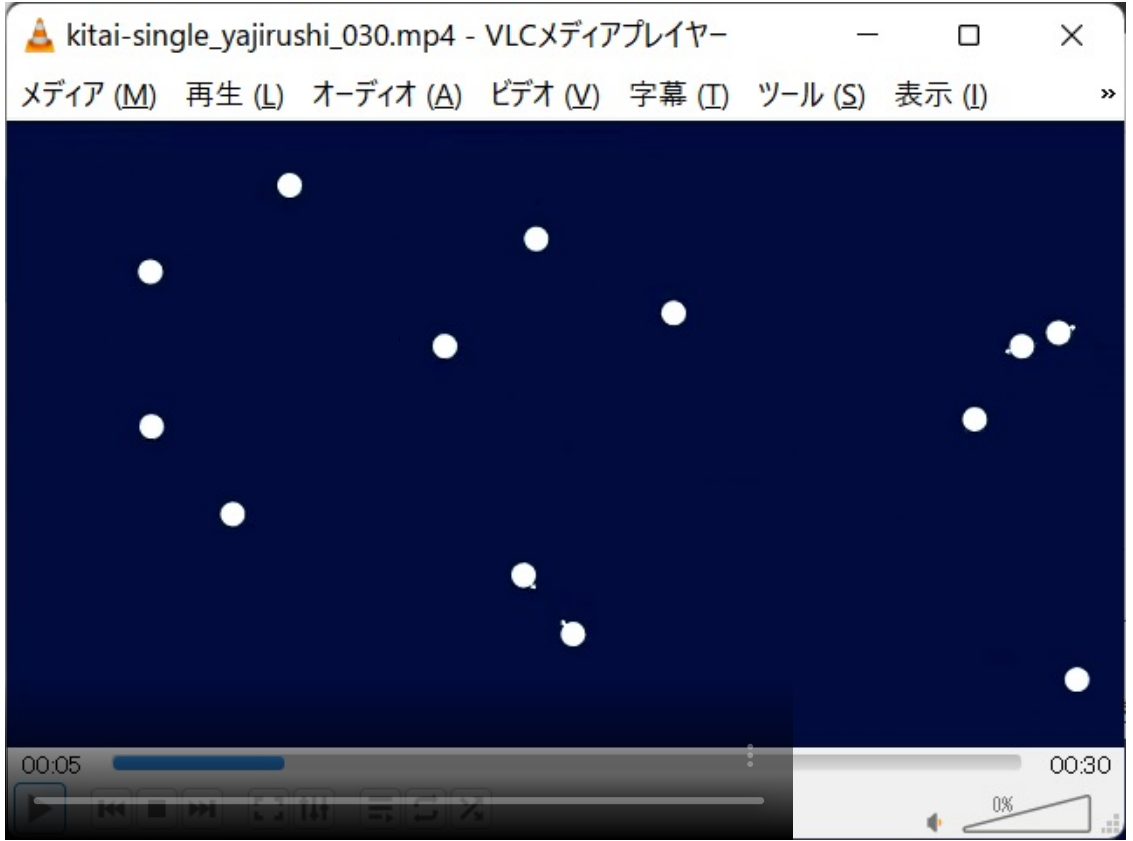 kitai-single_yajirushi_030.mp4 - VLCメディアプレイヤー
メディア (M) 再生 (L) オーディオ (A) ビデオ (V) 字幕 (T) ツール (S) 表示 (I) »
00:05 00:30
0%